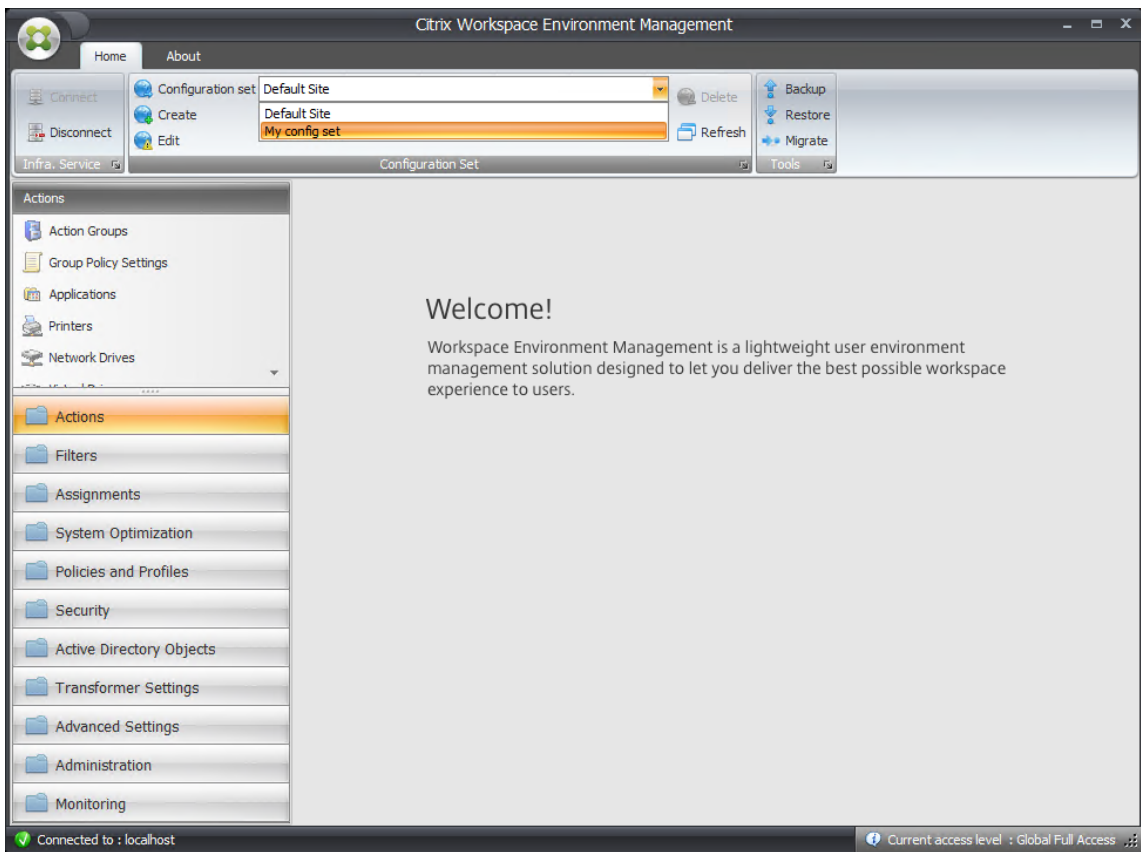 Citrix Workspace Environment Management
Home About
Connect
Disconnect
Infra. Service
Configuration set Default Site
Create
Edit
Default Site
My config set
Delete
Refresh
Configuration Set
Backup
Restore
Migrate
Tools
Actions
Action Groups
Group Policy Settings
Applications
Printers
Network Drives
Actions
Filters
Assignments
System Optimization
Policies and Profiles
Security
Active Directory Objects
Transformer Settings
Advanced Settings
Administration
Monitoring
Welcome!
Workspace Environment Management is a lightweight user environment
management solution designed to let you deliver the best possible workspace
experience to users.
Connected to : localhost
Current access level : Global Full Access